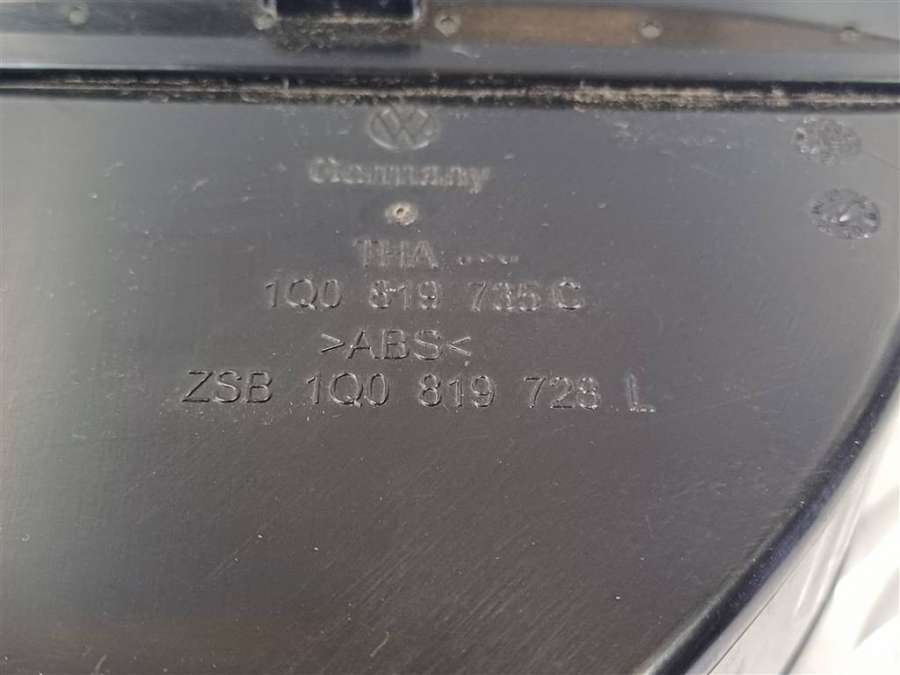 Germany
THA
1Q0 819 735 C
>ABS<
ZSB 1Q0 819 728 L